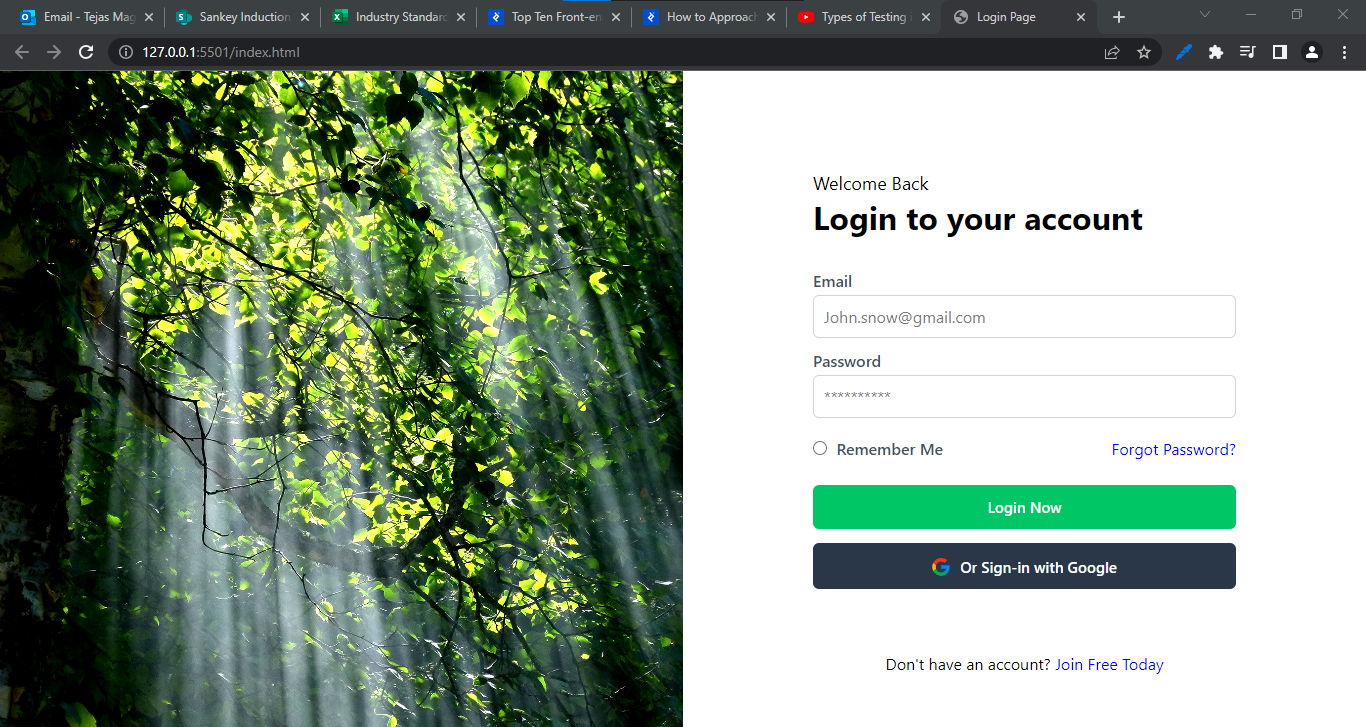 Email - Tejas Mag
Sankey Induction
Industry Standard
Top Ten Front-en
How to Approach
Types of Testing
Login Page
127.0.0.1:5501/index.html
Welcome Back
Login to your account
Email
John.snow@gmail.com
Password
**********
Remember Me
Forgot Password?
Login Now
Or Sign-in with Google
Don't have an account? Join Free Today